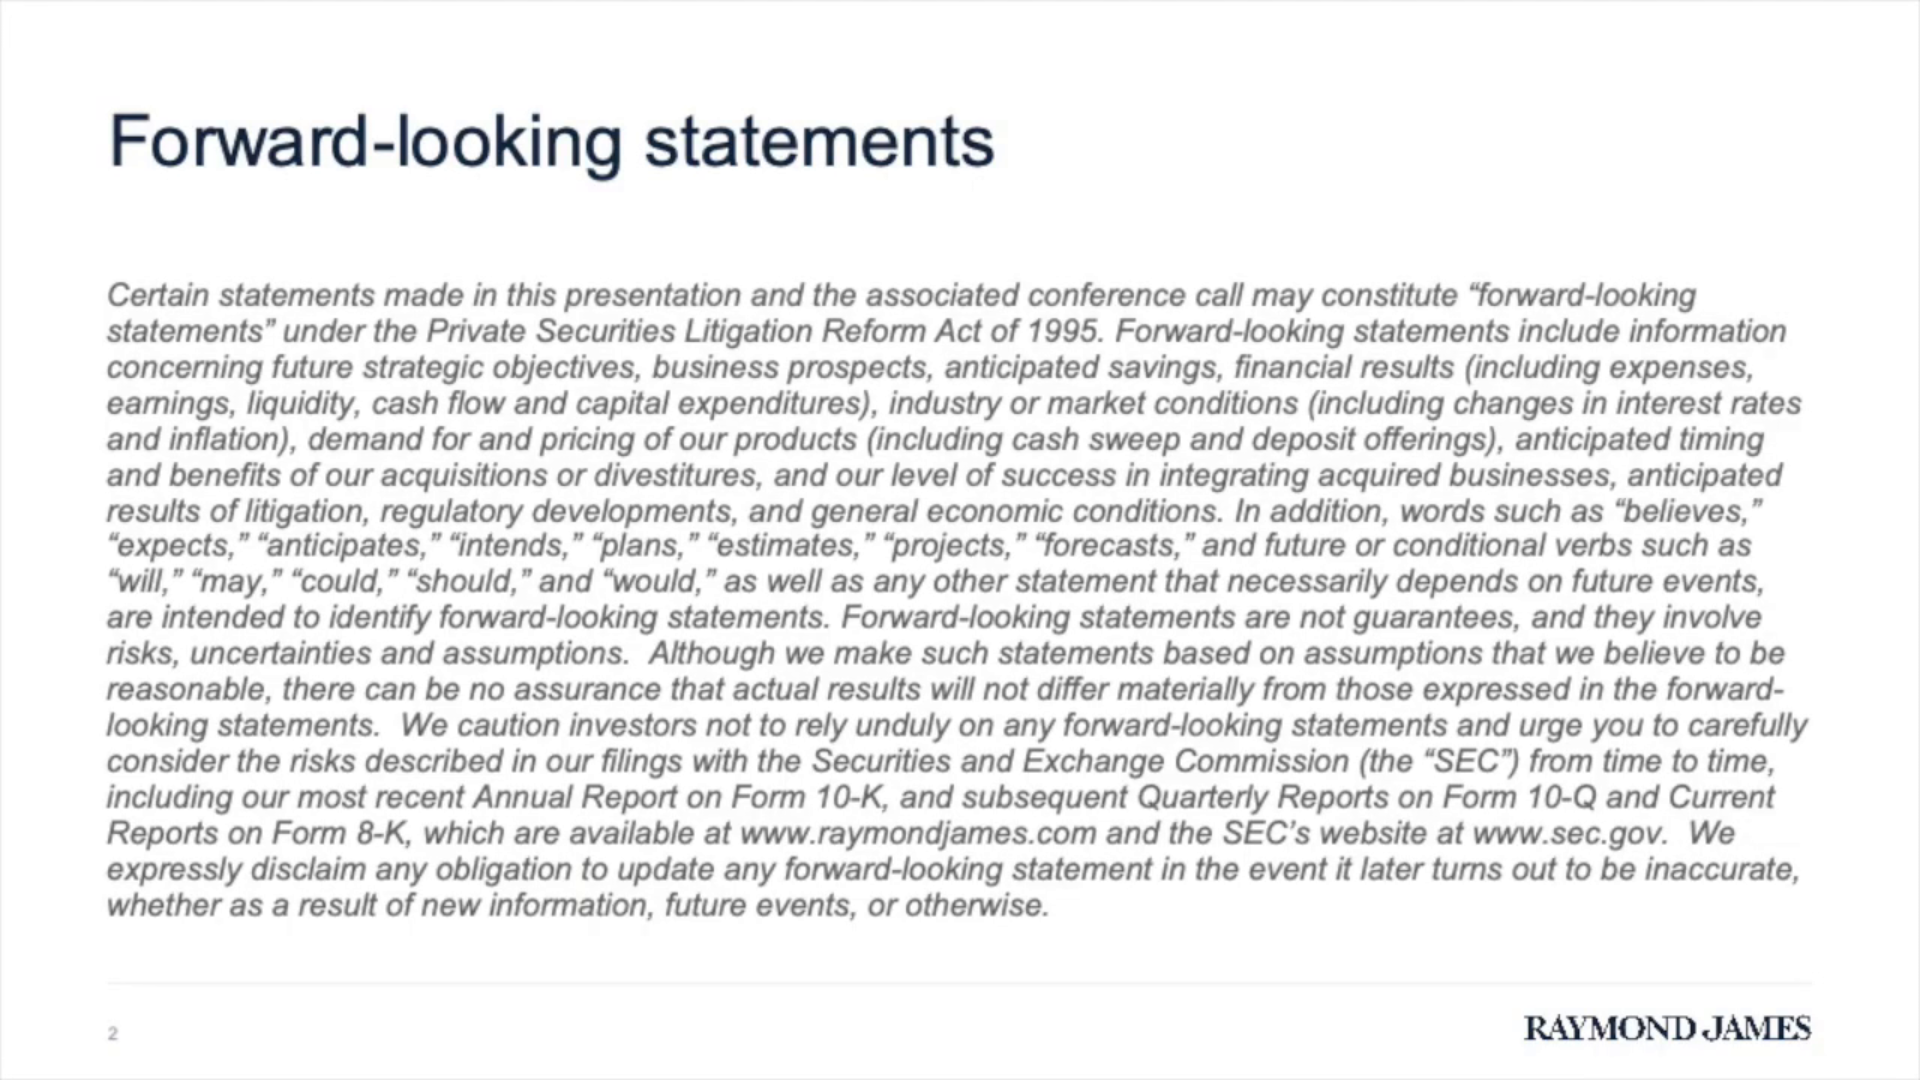 Forward-looking statements
Certain statements made in this presentation and the associated conference call may constitute “forward-looking
statements” under the Private Securities Litigation Reform Act of 1995. Forward-looking statements include information
concerning future strategic objectives, business prospects, anticipated savings, financial results (including expenses,
earnings, liquidity, cash flow and capital expenditures), industry or market conditions (including changes in interest rates
and inflation), demand for and pricing of our products (including cash sweep and deposit offerings), anticipated timing
and benefits of our acquisitions or divestitures, and our level of success in integrating acquired businesses, anticipated
results of litigation, regulatory developments, and general economic conditions. In addition, words such as “believes,”
“expects,” “anticipates,” “intends,” “plans,” “estimates,” “projects,” “forecasts,” and future or conditional verbs such as
“will,” “may,” “could,” “should,” and “would,” as well as any other statement that necessarily depends on future events,
are intended to identify forward-looking statements. Forward-looking statements are not guarantees, and they involve
risks, uncertainties and assumptions.  Although we make such statements based on assumptions that we believe to be
reasonable, there can be no assurance that actual results will not differ materially from those expressed in the forward-
looking statements.  We caution investors not to rely unduly on any forward-looking statements and urge you to carefully
consider the risks described in our filings with the Securities and Exchange Commission (the “SEC”) from time to time,
including our most recent Annual Report on Form 10-K, and subsequent Quarterly Reports on Form 10-Q and Current
Reports on Form 8-K, which are available at www.raymondjames.com and the SEC’s website at www.sec.gov.  We
expressly disclaim any obligation to update any forward-looking statement in the event it later turns out to be inaccurate,
whether as a result of new information, future events, or otherwise.
2
RAYMOND JAMES